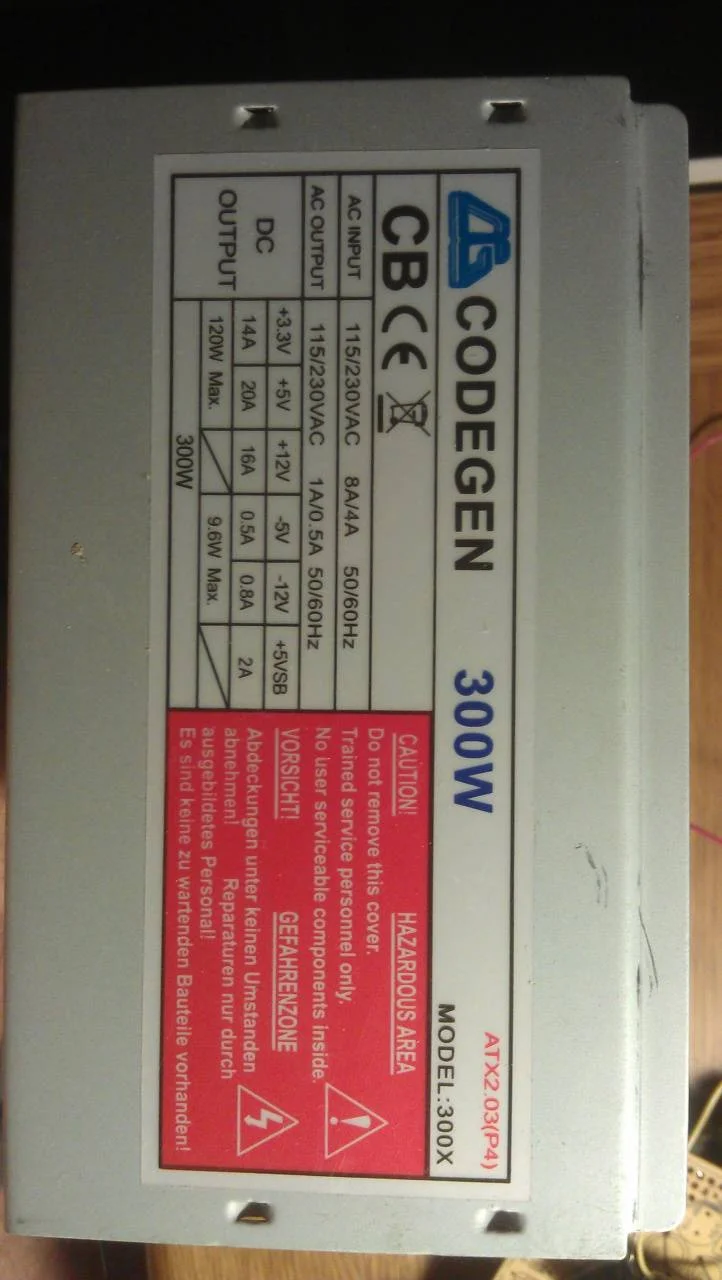 CODEGEN 300W
ATX2.03(P4)
MODEL:300X
CB CE
AC INPUT 115/230VAC 8A/4A 50/60Hz
AC OUTPUT 115/230VAC 1A/0.5A 50/60Hz
DC OUTPUT
+3.3V +5V +12V -5V -12V +5VSB
14A 20A 16A 0.5A 0.8A 2A
120W Max. 9.6W Max.
300W
CAUTION! HAZARDOUS AREA
Do not remove this cover.
Trained service personnel only.
No user serviceable components inside.
VORSICHT! GEFAHRENZONE
Abdeckungen unter keinen Umstanden
abnehmen! Reparaturen nur durch
ausgebildetes Personal!
Es sind keine zu wartenden Bauteile vorhanden!